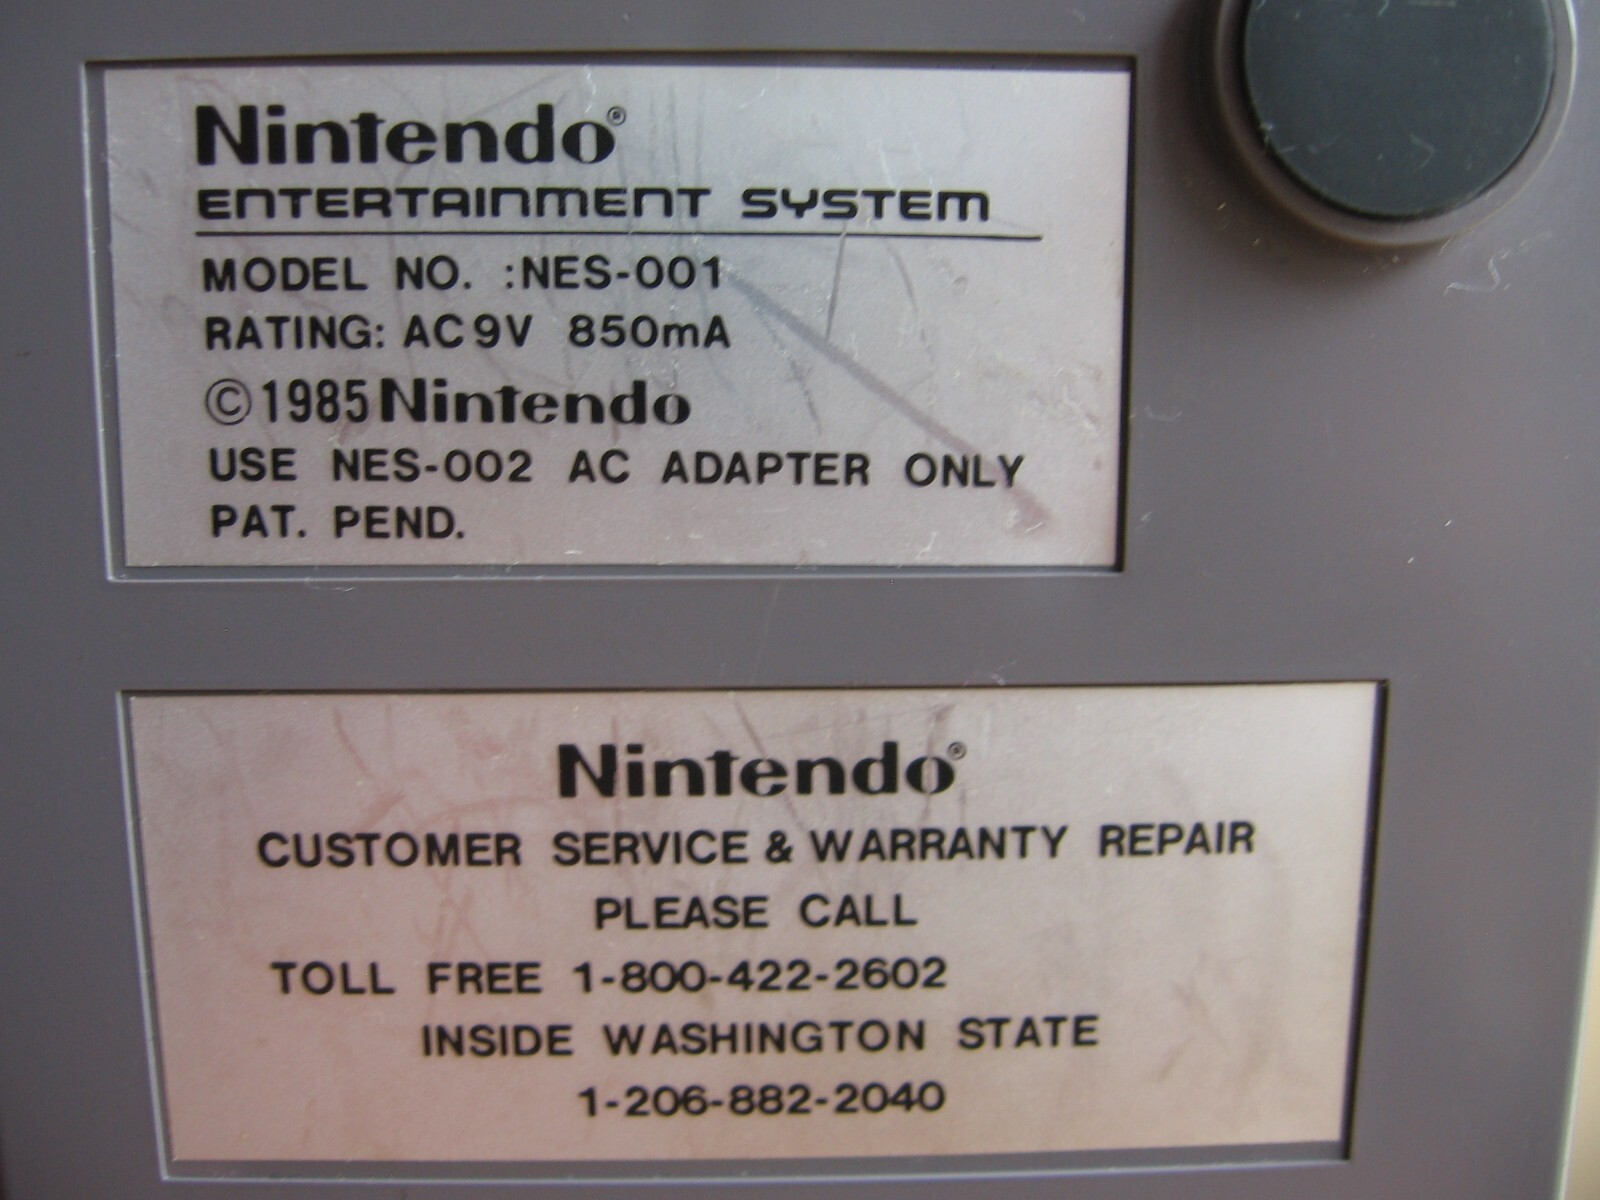 Nintendo®
ENTERTAINMENT SYSTEM
MODEL NO. :NES-001
RATING: AC9V 850mA
©1985 Nintendo
USE NES-002 AC ADAPTER ONLY
PAT. PEND.
Nintendo®
CUSTOMER SERVICE & WARRANTY REPAIR
PLEASE CALL
TOLL FREE 1-800-422-2602
INSIDE WASHINGTON STATE
1-206-882-2040